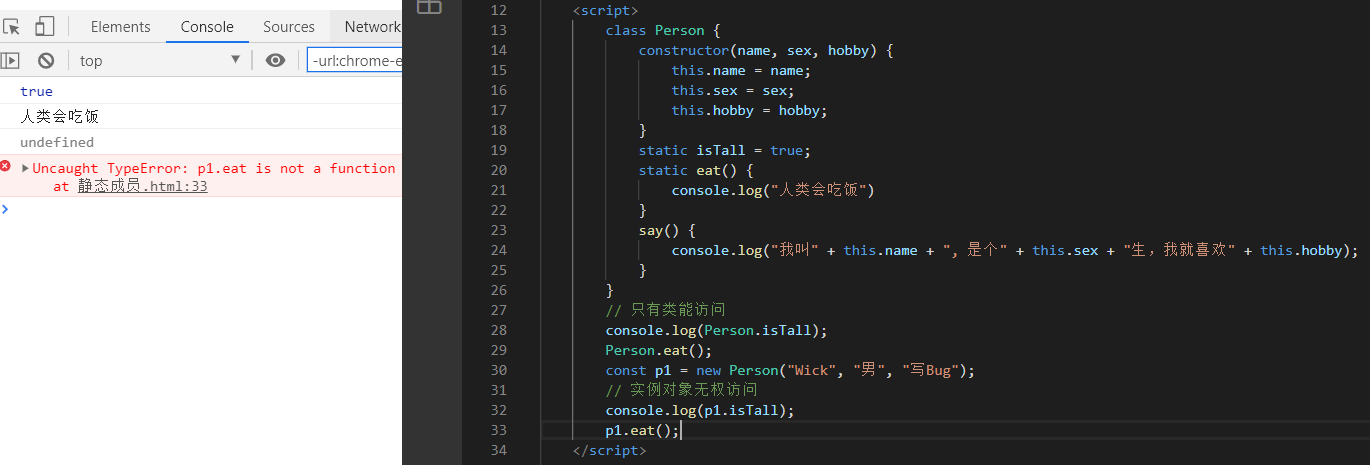 Elements Console Sources Network
top ▼ -url:chrome-e
true
人类会吃饭
undefined
▶Uncaught TypeError: p1.eat is not a function
at 静态成员.html:33
>
12 <script>
13 class Person {
14 constructor(name, sex, hobby) {
15 this.name = name;
16 this.sex = sex;
17 this.hobby = hobby;
18 }
19 static isTall = true;
20 static eat() {
21 console.log("人类会吃饭")
22 }
23 say() {
24 console.log("我叫" + this.name + ", 是个" + this.sex + "生，我就喜欢" + this.hobby);
25 }
26 }
27 // 只有类能访问
28 console.log(Person.isTall);
29 Person.eat();
30 const p1 = new Person("Wick", "男", "写Bug");
31 // 实例对象无权访问
32 console.log(p1.isTall);
33 p1.eat();
34 </script>